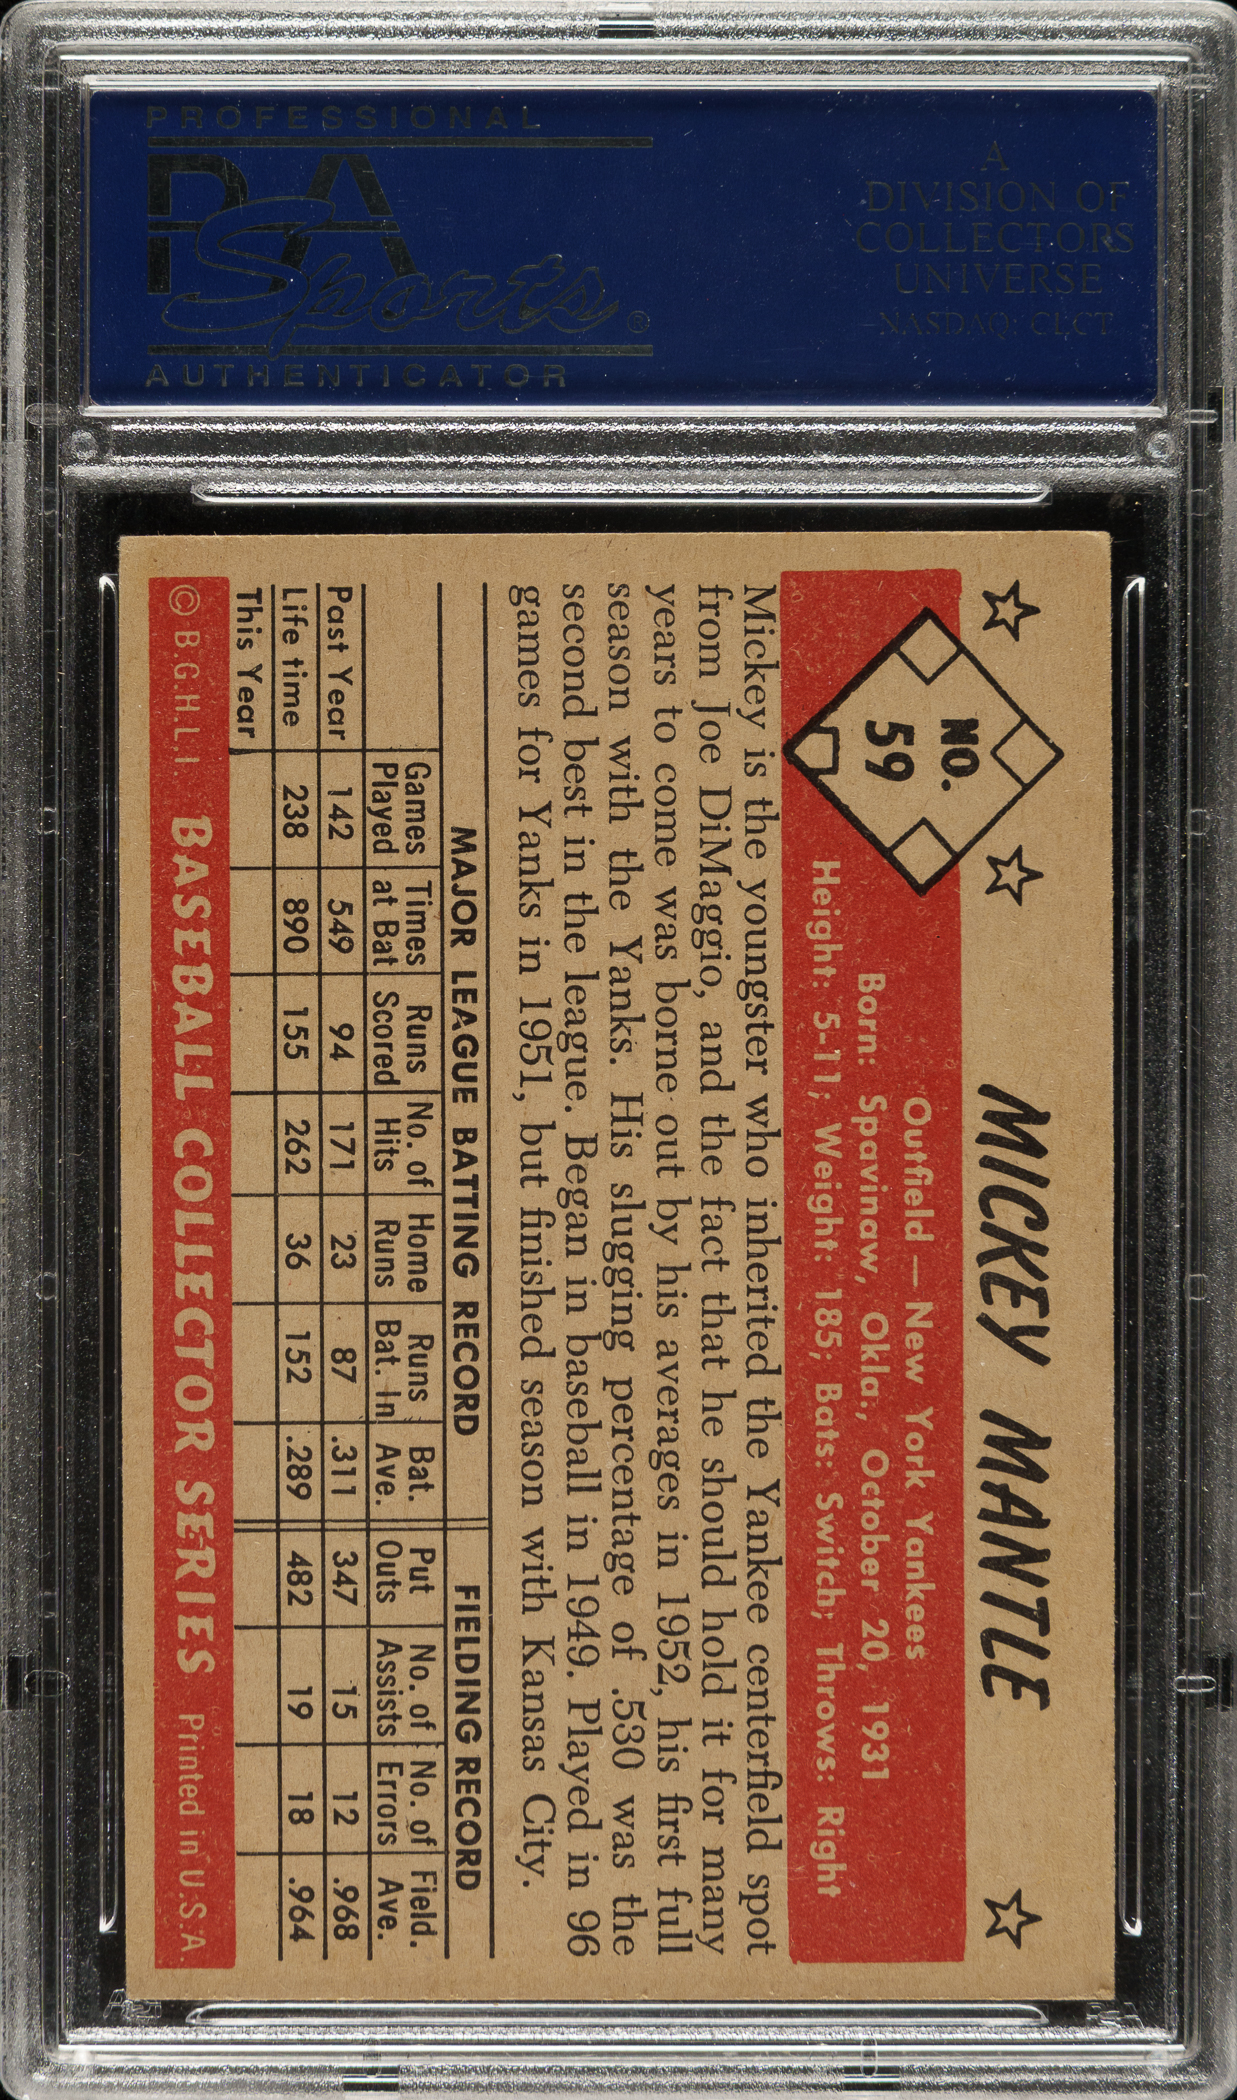 PROFESSIONAL
PSA
Sports®
AUTHENTICATOR
A
DIVISION OF
COLLECTORS
UNIVERSE
NASDAQ: CLCT
MICKEY MANTLE
NO.
59
Outfield — New York Yankees
Born: Spavinaw, Okla., October 20, 1931
Height: 5-11; Weight: 185; Bats: Switch; Throws: Right
Mickey is the youngster who inherited the Yankee centerfield spot
from Joe DiMaggio, and the fact that he should hold it for many
years to come was borne out by his averages in 1952, his first full
season with the Yanks. His slugging percentage of .530 was the
second best in the league. Began in baseball in 1949. Played in 96
games for Yanks in 1951, but finished season with Kansas City.
MAJOR LEAGUE BATTING RECORD FIELDING RECORD
Games Times Runs No. of Home Runs Bat. Put No. of No. of Field.
Played at Bat Scored Hits Runs Bat. In Ave. Outs Assists Errors Ave.
Past Year 142 549 94 171 23 87 .311 347 15 12 .968
Life time 238 890 155 262 36 152 .289 482 19 18 .964
This Year
© B.G.H.L.I. BASEBALL COLLECTOR SERIES Printed in U.S.A.
PSA
PSA